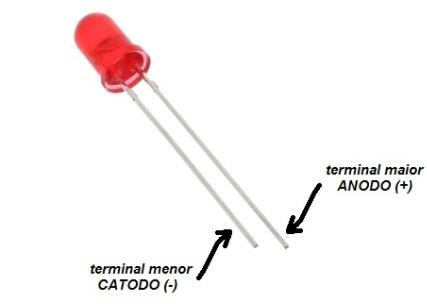 terminal maior
ANODO (+)
terminal menor
CATODO (-)